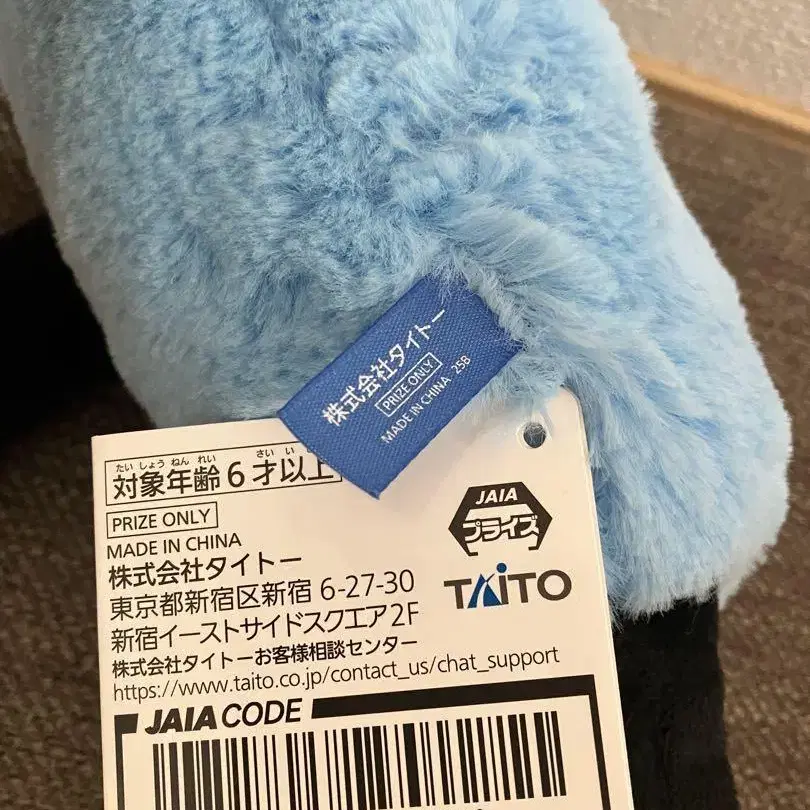 株式会社タイトー
PRIZE ONLY
MADE IN CHINA 25B
たいしょうねんれい さい い
対象年齢6才以上
PRIZE ONLY
MADE IN CHINA
株式会社タイトー
東京都新宿区新宿 6-27-30
新宿イーストサイドスクエア2F
株式会社タイトーお客様相談センター
https://www.taito.co.jp/contact_us/chat_support
JAIA
プライズ
TAITO
JAIA CODE